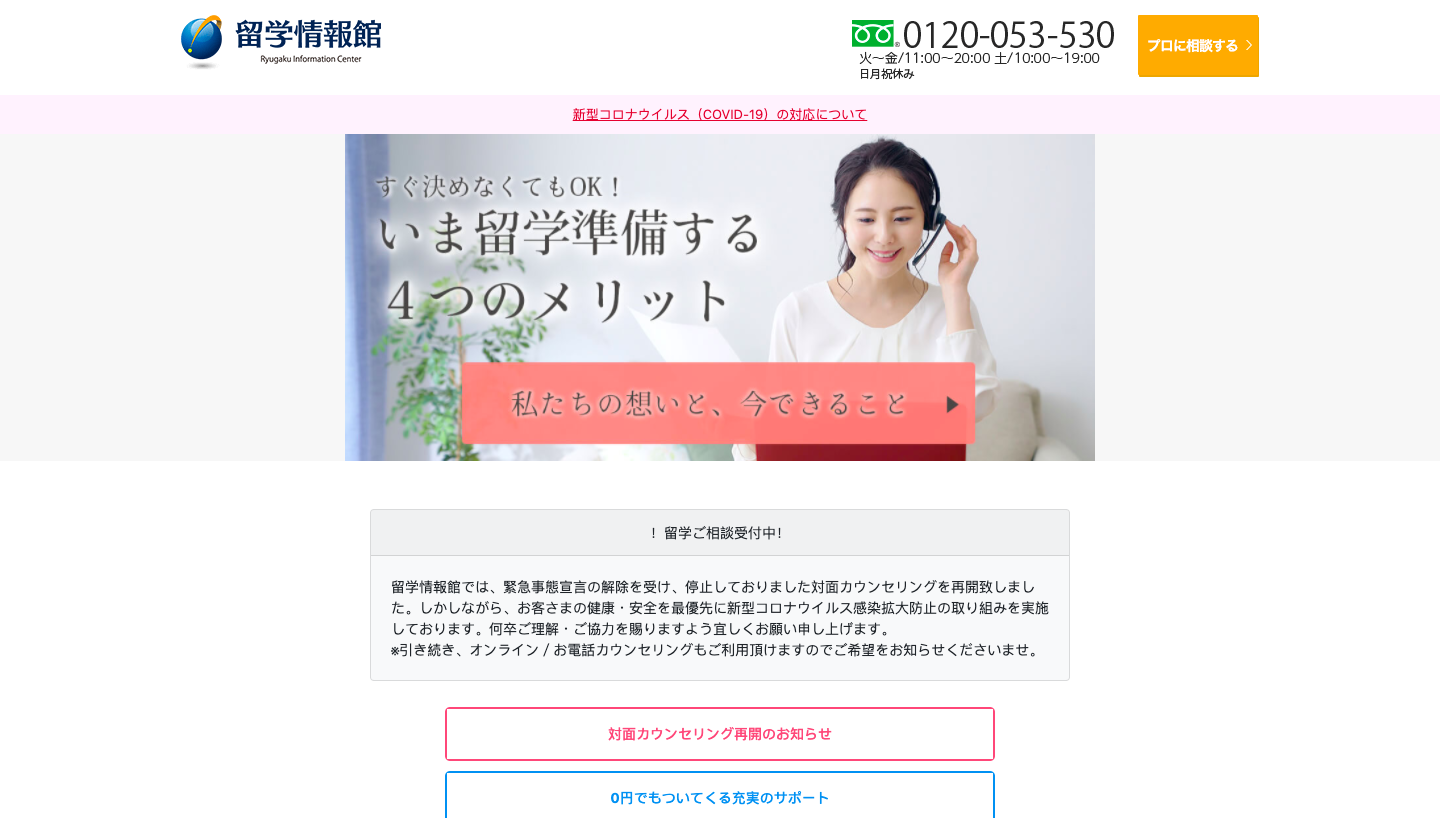 留学情報館
Ryugaku Information Center
0120-053-530
火〜金/11:00〜20:00 土/10:00〜19:00
日月祝休み
プロに相談する
新型コロナウイルス（COVID-19）の対応について
すぐ決めなくてもOK！
いま留学準備する
４つのメリット
私たちの想いと、今できること
！留学ご相談受付中！
留学情報館では、緊急事態宣言の解除を受け、停止しておりました対面カウンセリングを再開致しまし
た。しかしながら、お客さまの健康・安全を最優先に新型コロナウイルス感染拡大防止の取り組みを実施
しております。何卒ご理解・ご協力を賜りますよう宜しくお願い申し上げます。
※引き続き、オンライン / お電話カウンセリングもご利用頂けますのでご希望をお知らせくださいませ。
対面カウンセリング再開のお知らせ
0円でもついてくる充実のサポート